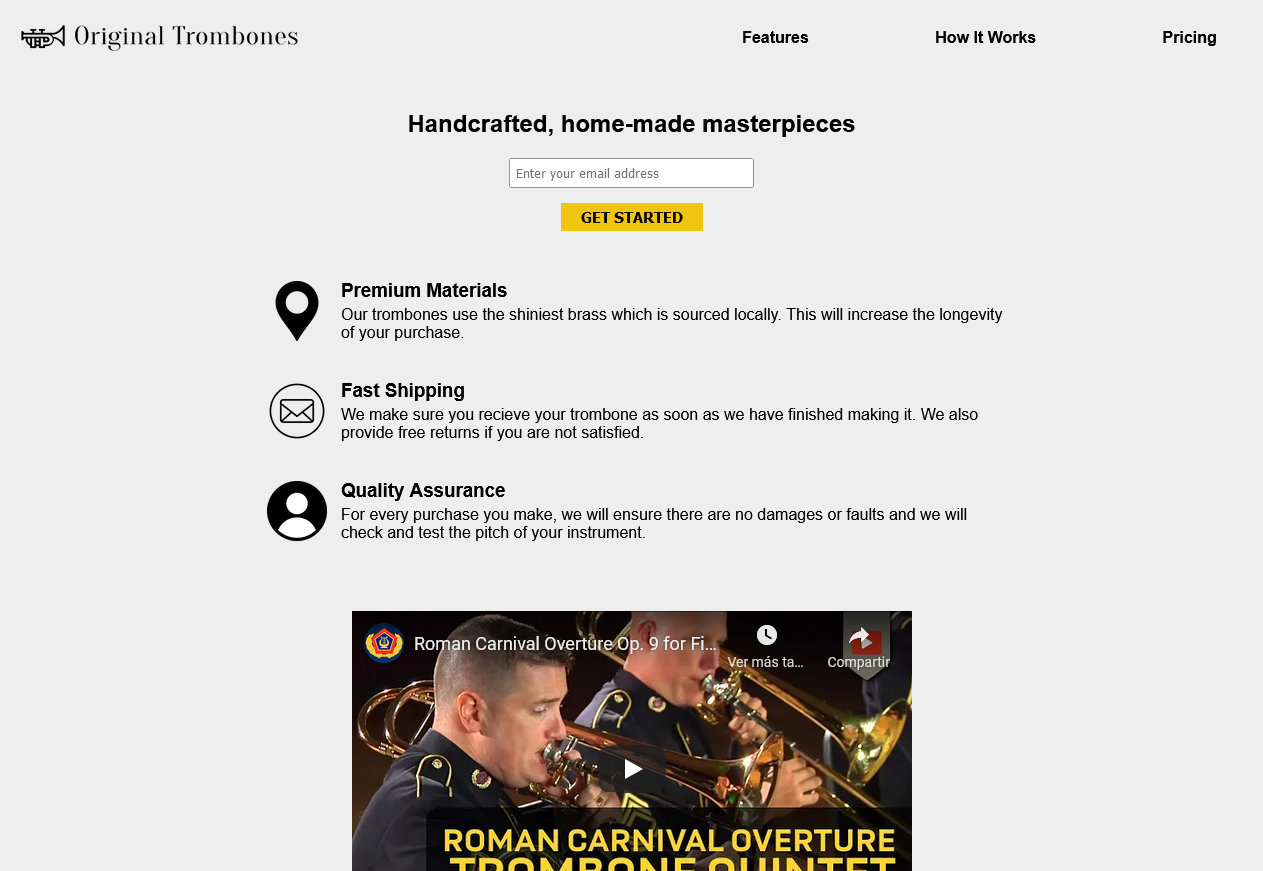 Original Trombones
Features
How It Works
Pricing
Handcrafted, home-made masterpieces
Enter your email address
GET STARTED
Premium Materials
Our trombones use the shiniest brass which is sourced locally. This will increase the longevity
of your purchase.
Fast Shipping
We make sure you recieve your trombone as soon as we have finished making it. We also
provide free returns if you are not satisfied.
Quality Assurance
For every purchase you make, we will ensure there are no damages or faults and we will
check and test the pitch of your instrument.
Roman Carnival Overture Op. 9 for Fi...
Ver más ta...
Compartir
ROMAN CARNIVAL OVERTURE
TROMBONE QUINTET